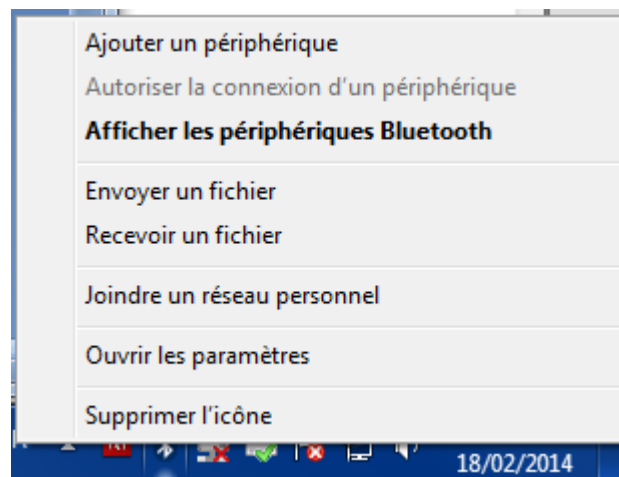 Ajouter un périphérique
Autoriser la connexion d'un périphérique
Afficher les périphériques Bluetooth
Envoyer un fichier
Recevoir un fichier
Joindre un réseau personnel
Ouvrir les paramètres
Supprimer l'icône
18/02/2014